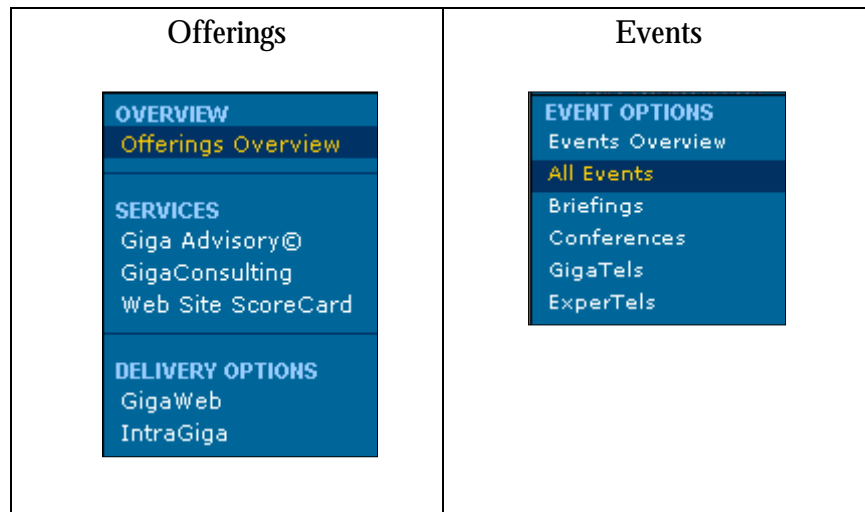 Offerings
OVERVIEW
Offerings Overview
SERVICES
Giga Advisory©
GigaConsulting
Web Site ScoreCard
DELIVERY OPTIONS
GigaWeb
IntraGiga
Events
EVENT OPTIONS
Events Overview
All Events
Briefings
Conferences
GigaTels
ExperTels